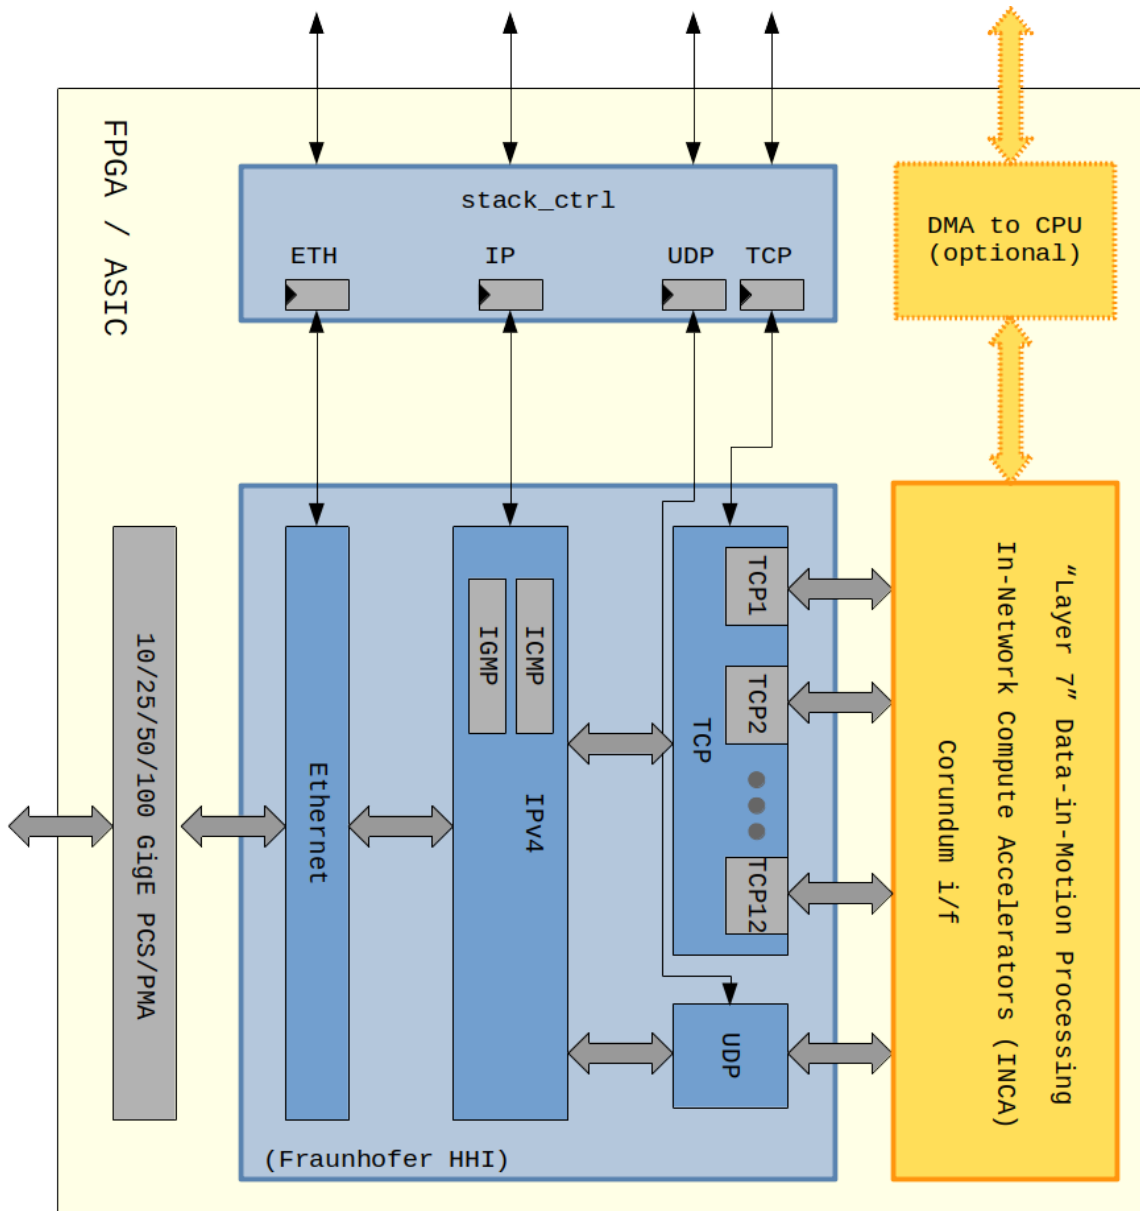 FPGA / ASIC
stack_ctrl
ETH
IP
UDP
TCP
DMA to CPU
(optional)
10/25/50/100 GigE PCS/PMA
Ethernet
IGMP
ICMP
IPv4
TCP
TCP1
TCP2
TCP12
UDP
“Layer 7” Data-in-Motion Processing
In-Network Compute Accelerators (INCA)
Corundum i/f
(Fraunhofer HHI)